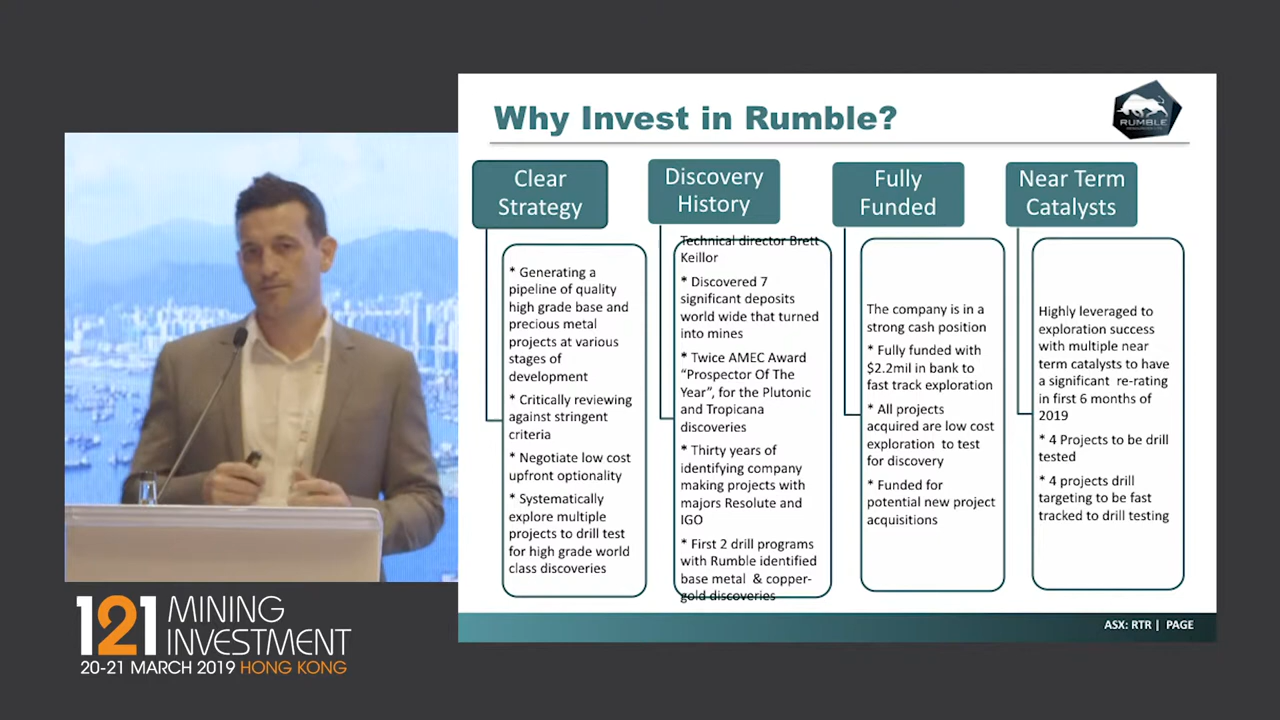 Why Invest in Rumble?
RUMBLE
RESOURCES LTD
Clear
Strategy
* Generating a
pipeline of quality
high grade base and
precious metal
projects at various
stages of
development
* Critically reviewing
against stringent
criteria
* Negotiate low cost
upfront optionality
* Systematically
explore multiple
projects to drill test
for high grade world
class discoveries
Discovery
History
Technical director Brett
Keillor
* Discovered 7
significant deposits
world wide that turned
into mines
* Twice AMEC Award
“Prospector Of The
Year”, for the Plutonic
and Tropicana
discoveries
* Thirty years of
identifying company
making projects with
majors Resolute and
IGO
* First 2 drill programs
with Rumble identified
base metal & copper-
gold discoveries
Fully
Funded
The company is in a
strong cash position
* Fully funded with
$2.2mil in bank to
fast track exploration
* All projects
acquired are low cost
exploration to test
for discovery
* Funded for
potential new project
acquisitions
Near Term
Catalysts
Highly leveraged to
exploration success
with multiple near
term catalysts to have
a significant re-rating
in first 6 months of
2019
* 4 Projects to be drill
tested
* 4 projects drill
targeting to be fast
tracked to drill testing
ASX: RTR | PAGE
121 MINING
INVESTMENT
20-21 MARCH 2019 HONG KONG